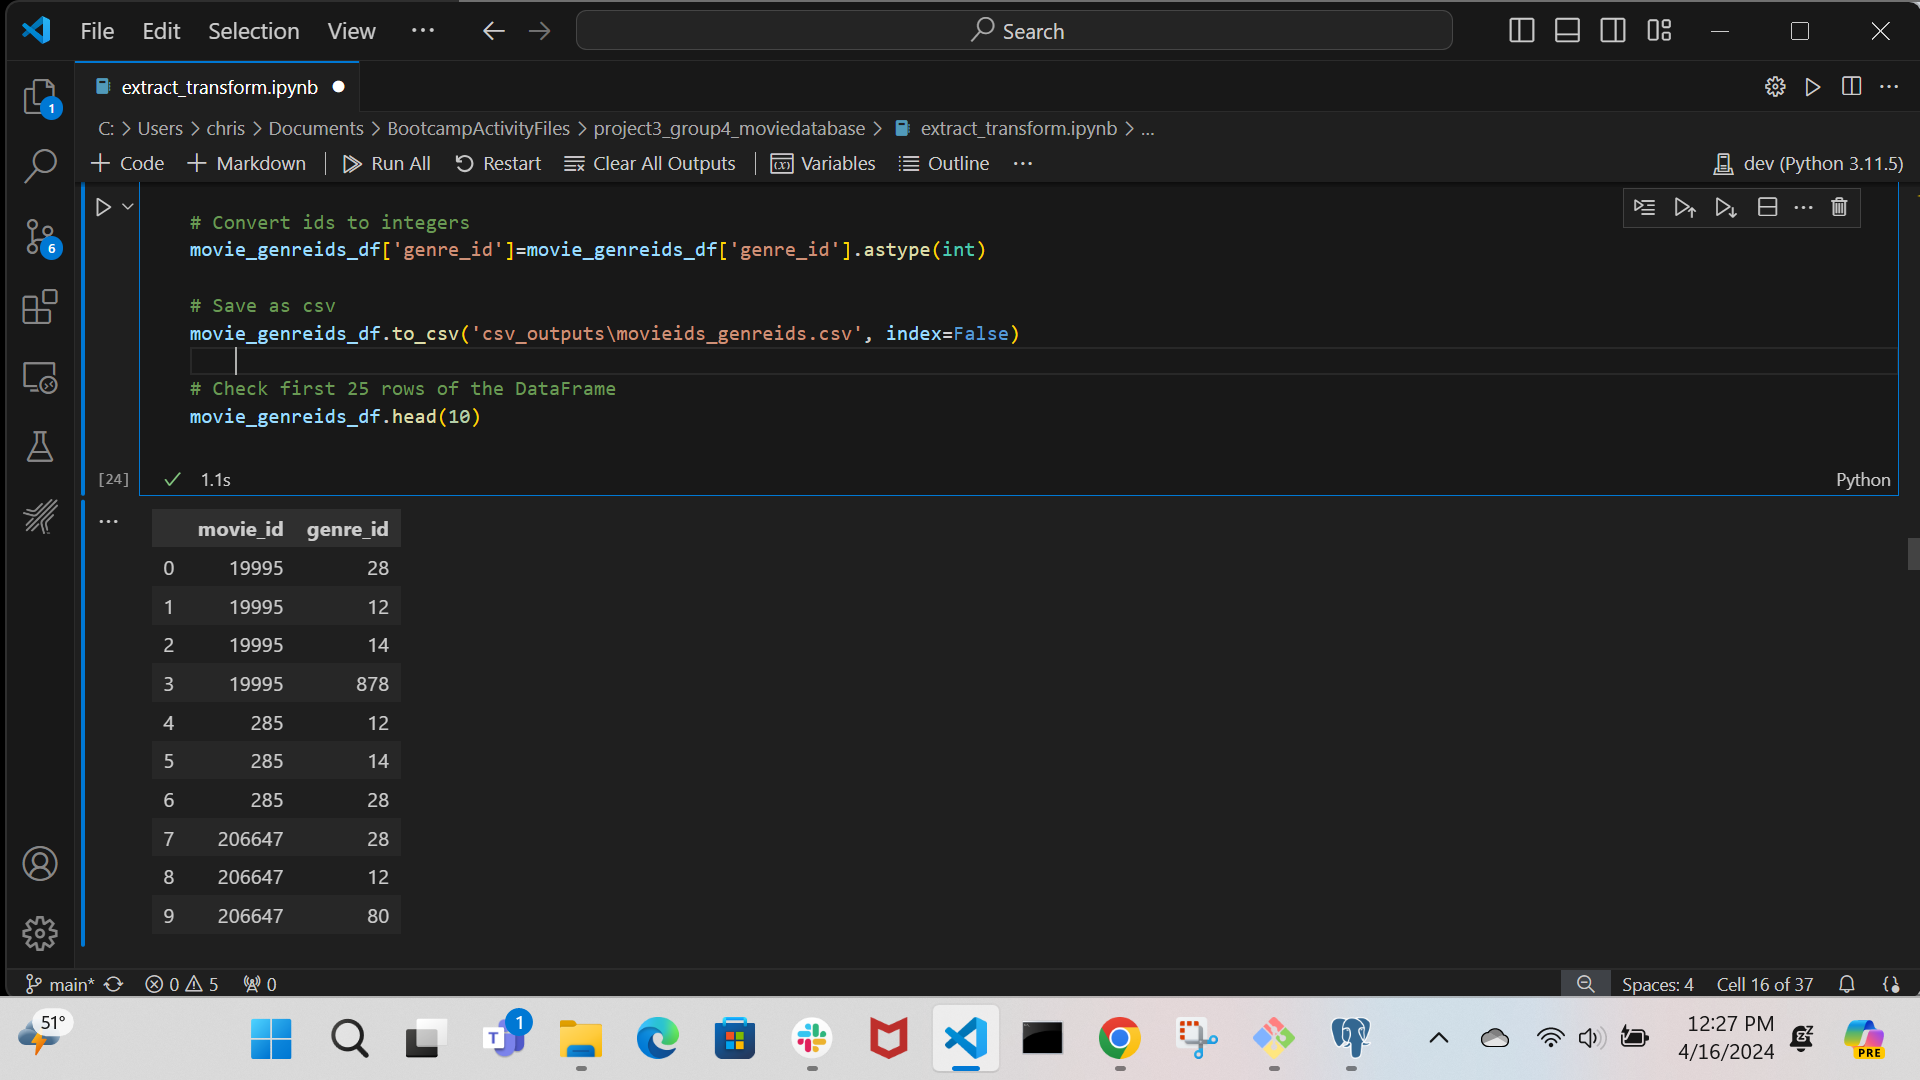 File Edit Selection View ··· Search
1 extract_transform.ipynb
C: > Users > chris > Documents > BootcampActivityFiles > project3_group4_moviedatabase > extract_transform.ipynb > ...
+ Code + Markdown Run All Restart Clear All Outputs Variables Outline ··· dev (Python 3.11.5)
# Convert ids to integers
6 movie_genreids_df['genre_id']=movie_genreids_df['genre_id'].astype(int)
# Save as csv
movie_genreids_df.to_csv('csv_outputs\movieids_genreids.csv', index=False)
# Check first 25 rows of the DataFrame
movie_genreids_df.head(10)
[24] 1.1s Python
movie_id genre_id
0 19995 28
1 19995 12
2 19995 14
3 19995 878
4 285 12
5 285 14
6 285 28
7 206647 28
8 206647 12
9 206647 80
main* 0 5 0 Spaces: 4 Cell 16 of 37
51° T 1 12:27 PM
4/16/2024 PRE